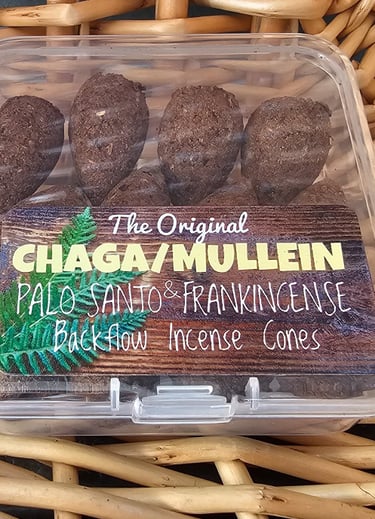 The Original
CHAGA/MULLEIN
PALO SANTO & FRANKINCENSE
Backflow Incense Cones